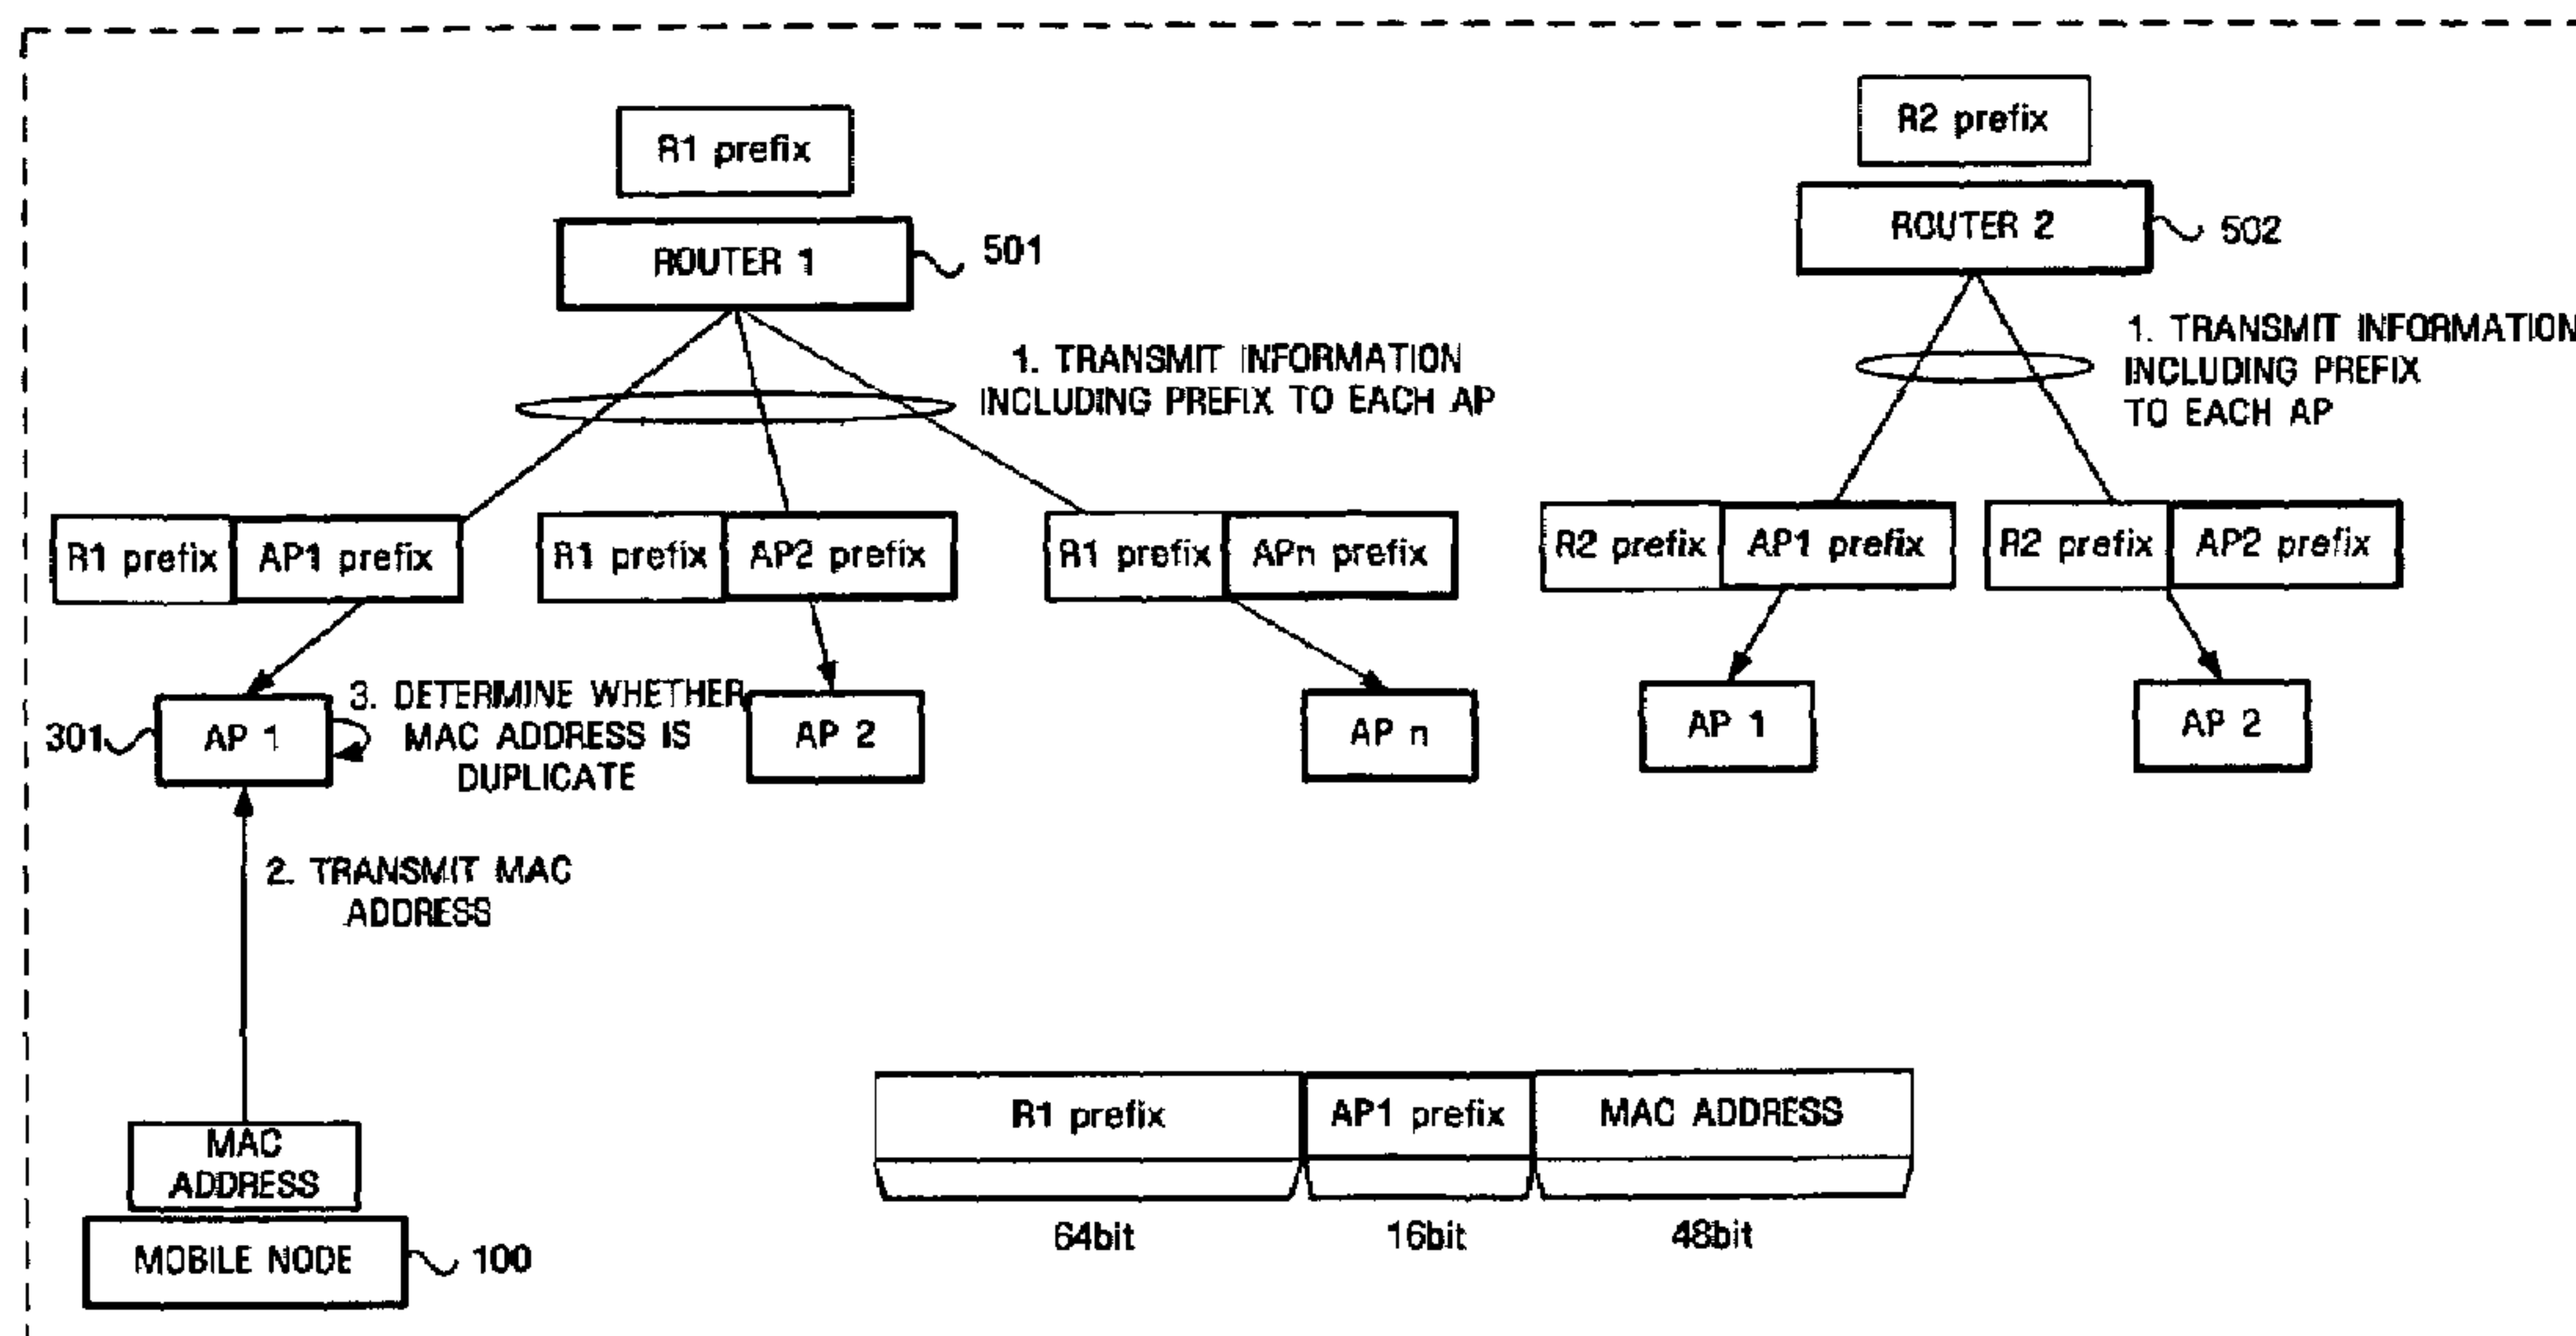 R1 prefix
ROUTER 1
501
1. TRANSMIT INFORMATION
INCLUDING PREFIX TO EACH AP
R1 prefix AP1 prefix
R1 prefix AP2 prefix
R1 prefix APn prefix
301
AP 1
3. DETERMINE WHETHER
MAC ADDRESS IS
DUPLICATE
AP 2
AP n
R2 prefix
ROUTER 2
502
1. TRANSMIT INFORMATION
INCLUDING PREFIX
TO EACH AP
R2 prefix AP1 prefix
R2 prefix AP2 prefix
AP 1
AP 2
2. TRANSMIT MAC
ADDRESS
MAC
ADDRESS
MOBILE NODE
100
R1 prefix AP1 prefix MAC ADDRESS
64bit 16bit 48bit